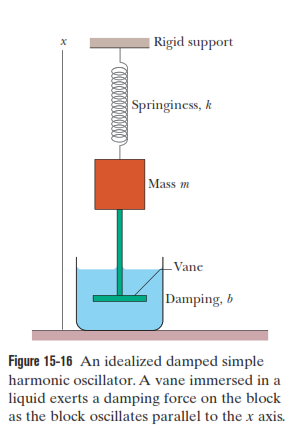 x
Rigid support
Springiness, k
Mass m
Vane
Damping, b
Figure 15-16 An idealized damped simple
harmonic oscillator. A vane immersed in a
liquid exerts a damping force on the block
as the block oscillates parallel to the x axis.